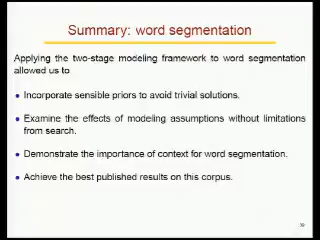 Summary: word segmentation
Applying the two-stage modeling framework to word segmentation
allowed us to
• Incorporate sensible priors to avoid trivial solutions.
• Examine the effects of modeling assumptions without limitations
from search.
• Demonstrate the importance of context for word segmentation.
• Achieve the best published results on this corpus.